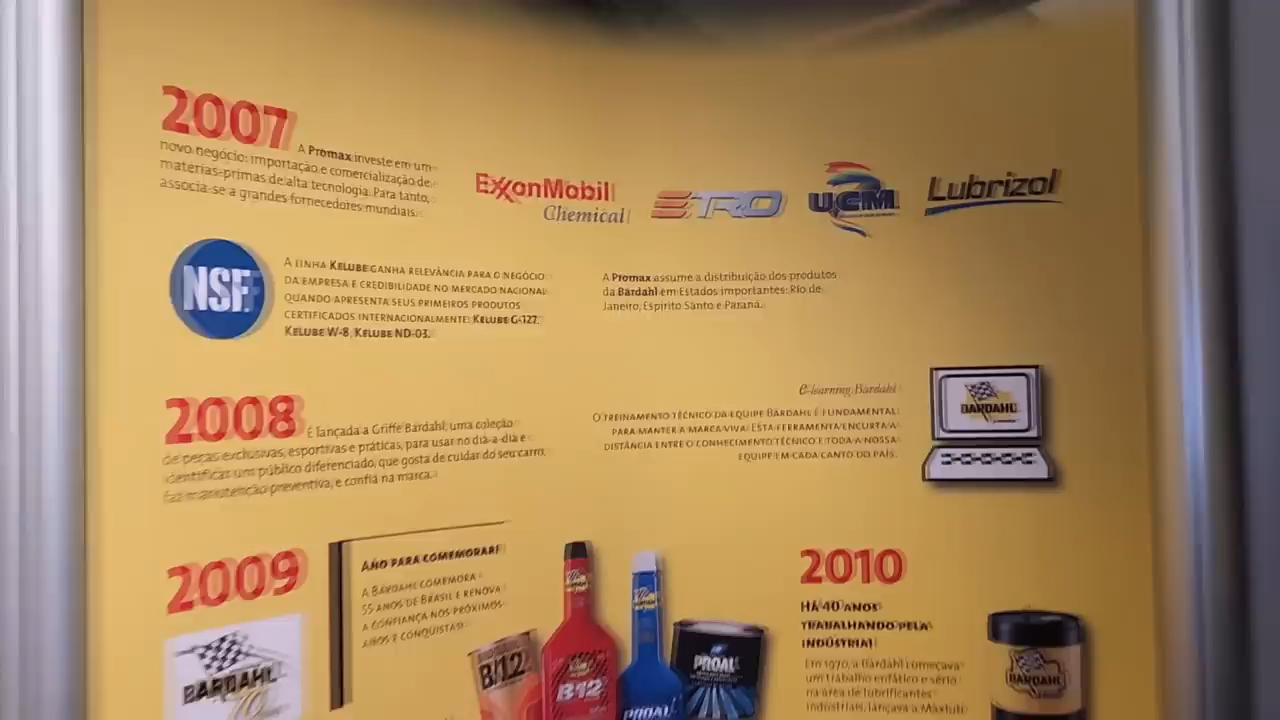 2007
A Promax investe em um
novo negócio: importação e comercialização de
matérias-primas de alta tecnologia. Para tanto,
associa-se a grandes fornecedores mundiais.
ExxonMobil
Chemical
ETRO
UCM
Lubrizol
NSF
A LINHA KELUBE GANHA RELEVÂNCIA PARA O NEGÓCIO
DA EMPRESA E CREDIBILIDADE NO MERCADO NACIONAL
QUANDO APRESENTA SEUS PRIMEIROS PRODUTOS
CERTIFICADOS INTERNACIONALMENTE: KELUBE G-127,
KELUBE W-8, KELUBE ND-03.
A Promax assume a distribuição dos produtos
da Bardahl em Estados importantes: Rio de
Janeiro, Espírito Santo e Paraná.
2008
É lançada a Griffe Bardahl, uma coleção
de peças exclusivas, esportivas e práticas, para usar no dia-a-dia e
identificar um público diferenciado, que gosta de cuidar do seu carro,
faz manutenção preventiva, e confia na marca.
e-learning Bardahl
O TREINAMENTO TÉCNICO DA EQUIPE BARDAHL É FUNDAMENTAL
PARA MANTER A MARCA VIVA. ESTA FERRAMENTA ENCURTA A
DISTÂNCIA ENTRE O CONHECIMENTO TÉCNICO E TODA A NOSSA
EQUIPE EM CADA CANTO DO PAÍS.
BARDAHL
2009
BARDAHL
ANO PARA COMEMORAR!
A BARDAHL COMEMORA
55 ANOS DE BRASIL E RENOVA
A CONFIANÇA NOS PRÓXIMOS
ANOS E CONQUISTAS!
B12
B12
PROAL
PROAL
2010
HÁ 40 ANOS
TRABALHANDO PELA
INDÚSTRIA!
Em 1970, a Bardahl começava
um trabalho enfático e sério
na área de lubrificantes
industriais, lançava a Maxlub
BARDAHL